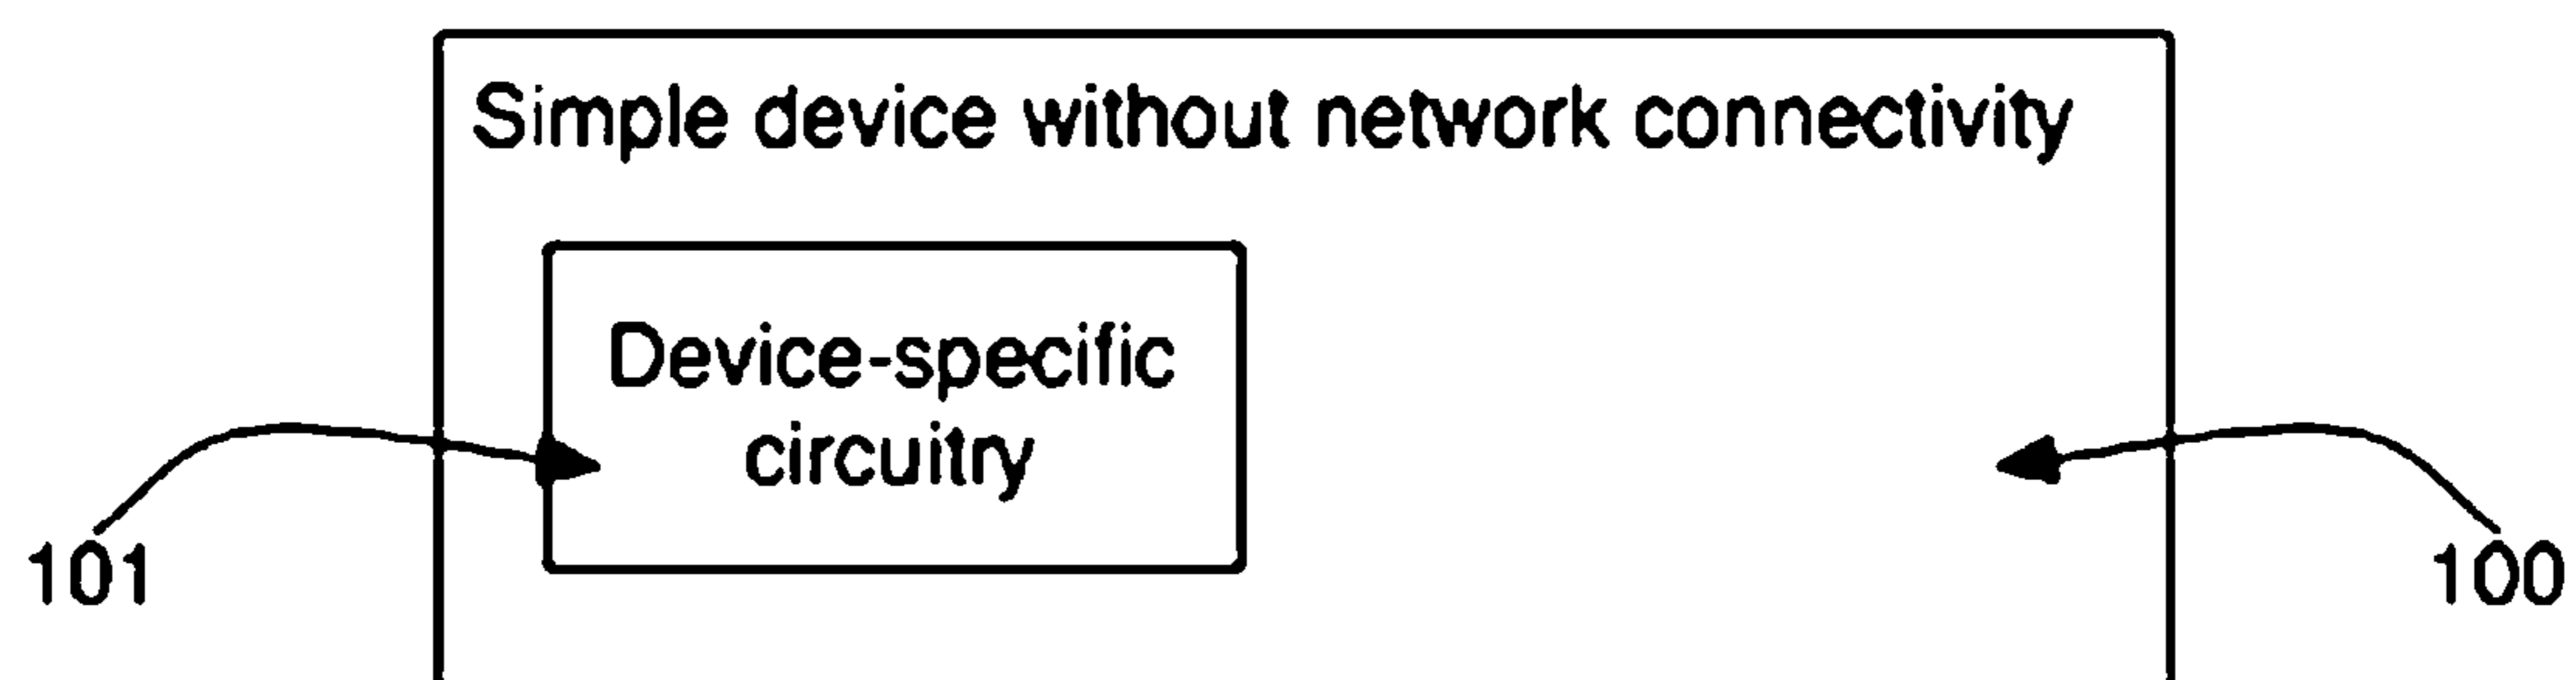 Simple device without network connectivity
Device-specific
circuitry
101
100